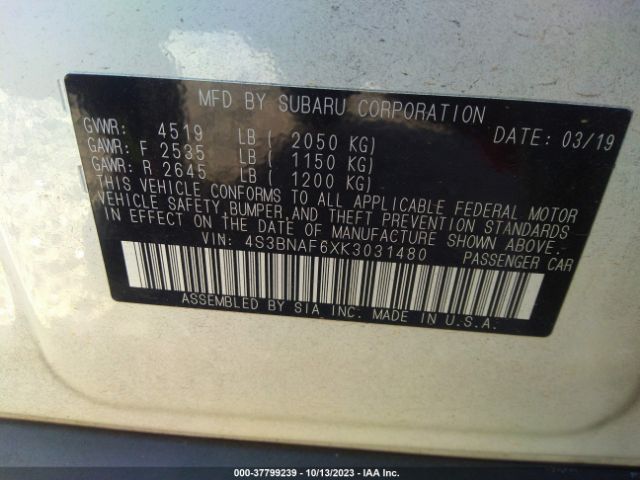 MFD BY SUBARU CORPORATION
GVWR: 4519 LB ( 2050 KG) DATE: 03/19
GAWR: F 2535 LB ( 1150 KG)
GAWR: R 2645 LB ( 1200 KG)
THIS VEHICLE CONFORMS TO ALL APPLICABLE FEDERAL MOTOR
VEHICLE SAFETY, BUMPER, AND THEFT PREVENTION STANDARDS
IN EFFECT ON THE DATE OF MANUFACTURE SHOWN ABOVE.
VIN: 4S3BNAF6XK3031480 PASSENGER CAR
ASSEMBLED BY SIA INC. MADE IN U.S.A.
000-37799239 - 10/13/2023 - IAA Inc.